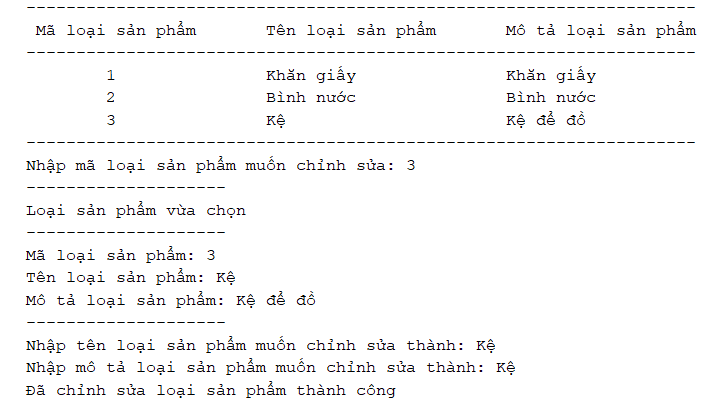 -------------------------------------------------------------------
Mã loại sản phẩm       Tên loại sản phẩm       Mô tả loại sản phẩm
-------------------------------------------------------------------
1               Khăn giấy               Khăn giấy
2               Bình nước               Bình nước
3               Kệ                      Kệ để đồ
-------------------------------------------------------------------
Nhập mã loại sản phẩm muốn chỉnh sửa: 3
--------------------
Loại sản phẩm vừa chọn
--------------------
Mã loại sản phẩm: 3
Tên loại sản phẩm: Kệ
Mô tả loại sản phẩm: Kệ để đồ
--------------------
Nhập tên loại sản phẩm muốn chỉnh sửa thành: Kệ
Nhập mô tả loại sản phẩm muốn chỉnh sửa thành: Kệ
Đã chỉnh sửa loại sản phẩm thành công